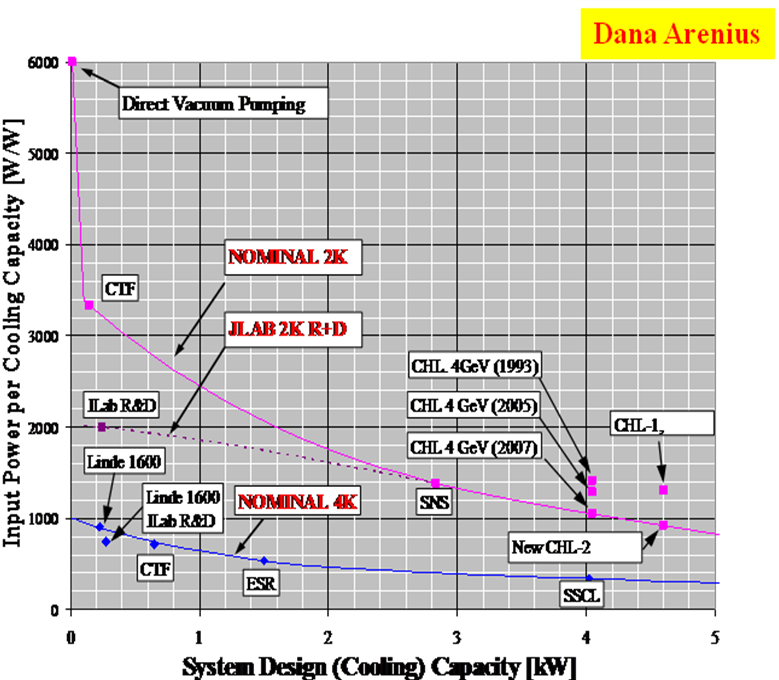 Dana Arenius
6000
Direct Vacuum Pumping
5000
4000
NOMINAL 2K
CTF
3000
JLAB 2K R+D
CHL 4GeV (1993)
JLab R&D
CHL 4 GeV (2005)
2000
CHL-1,
CHL 4 GeV (2007)
Linde 1600
Linde 1600
JLab R&D
NOMINAL 4K
SNS
1000
New CHL-2
CTF
ESR
SSCL
0
0 1 2 3 4 5
System Design (Cooling) Capacity [kW]
Input Power per Cooling Capacity [W/W]